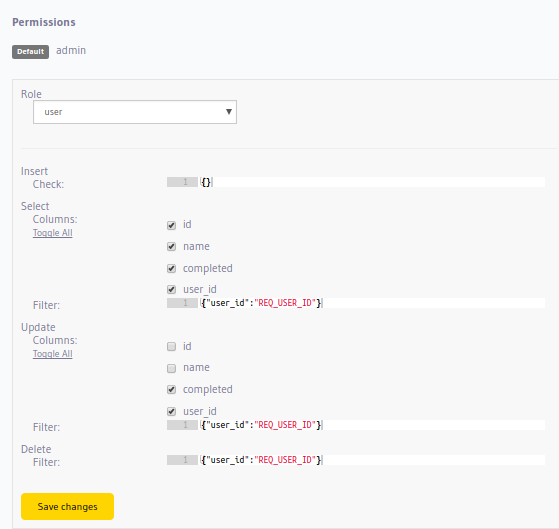 Permissions
Default admin
Role
user
Insert
Check: 1 {}
Select
Columns: id
Toggle All
name
completed
user_id
Filter: 1 {"user_id":"REQ_USER_ID"}
Update
Columns: id
Toggle All
name
completed
user_id
Filter: 1 {"user_id":"REQ_USER_ID"}
Delete
Filter: 1 {"user_id":"REQ_USER_ID"}
Save changes